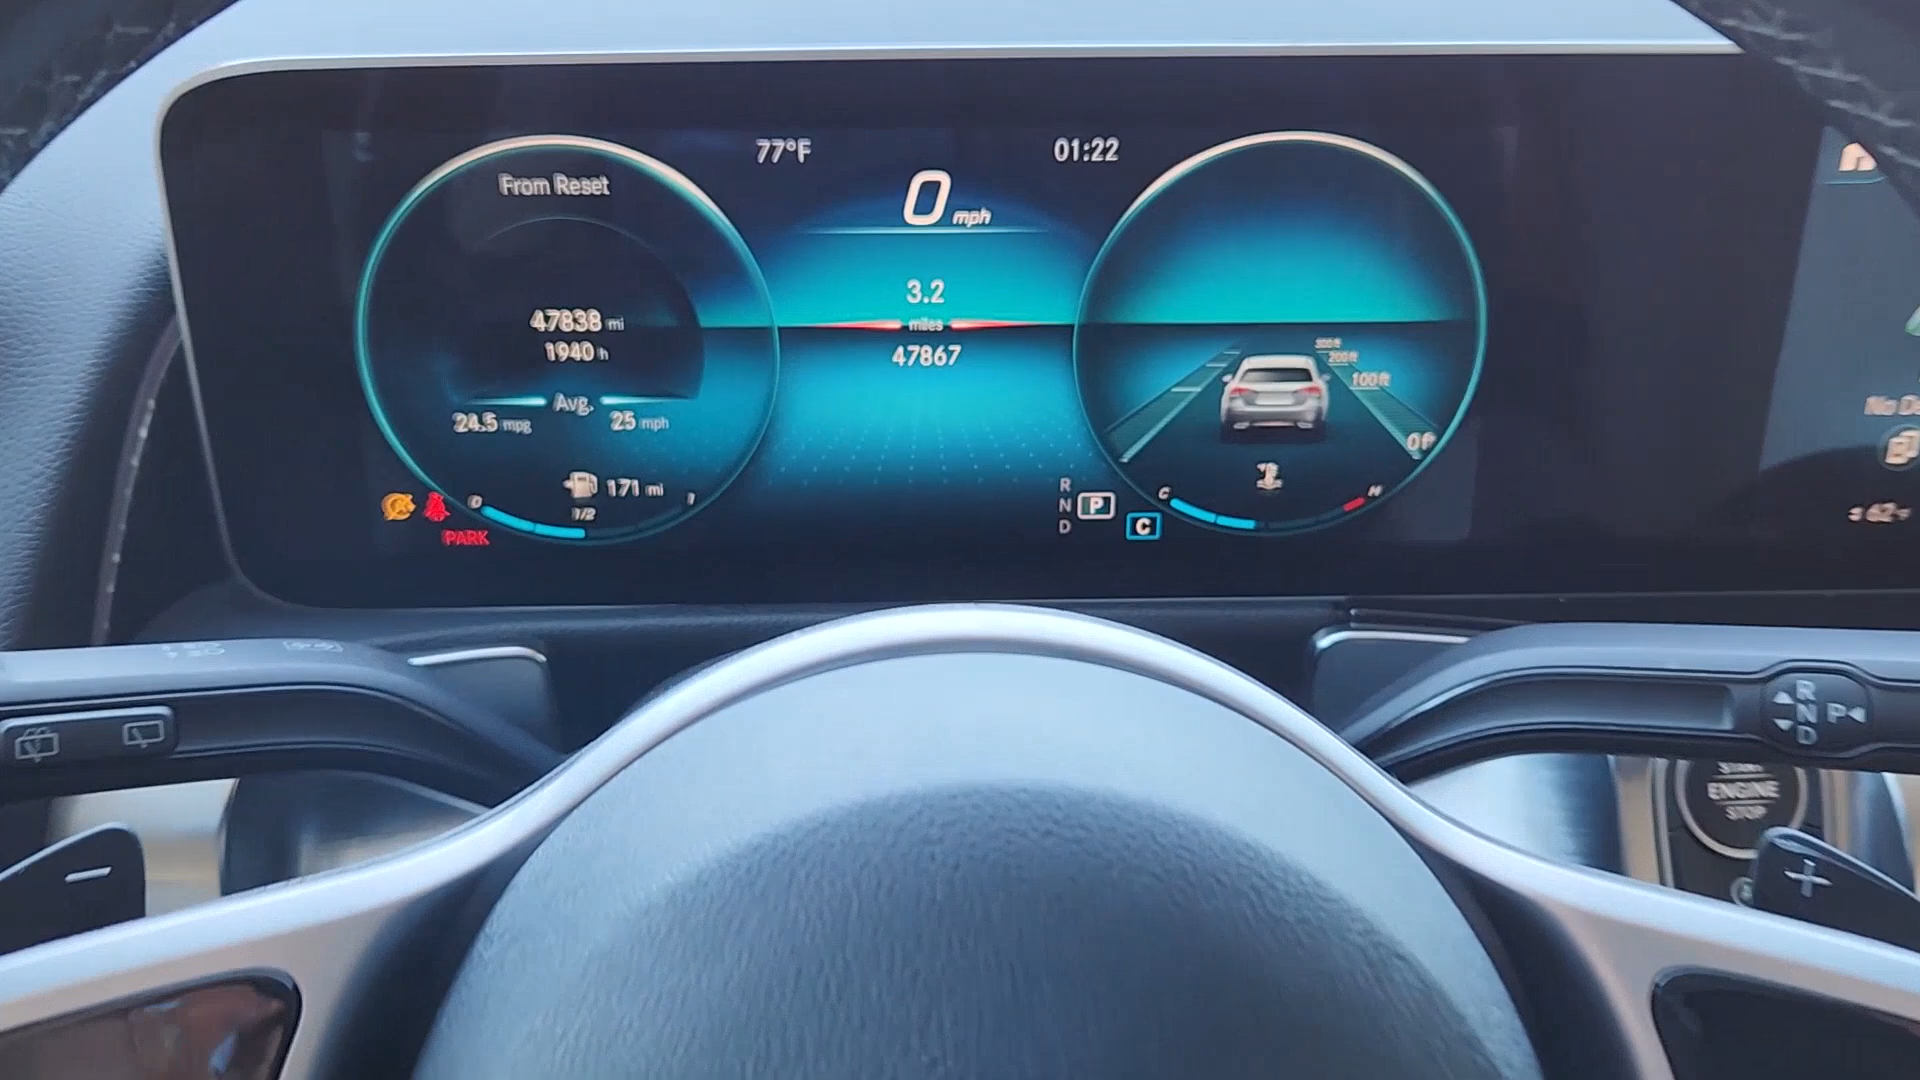 77°F
01:22
From Reset
0 mph
3.2
miles
47867
47838 mi
1940 h
Avg.
24.5 mpg
25 mph
171 mi
0
1/2
1
PARK
300 ft
200 ft
100 ft
0 ft
C
H
R
N
P
D
C
No
62
R
N
P
D
START
ENGINE
STOP